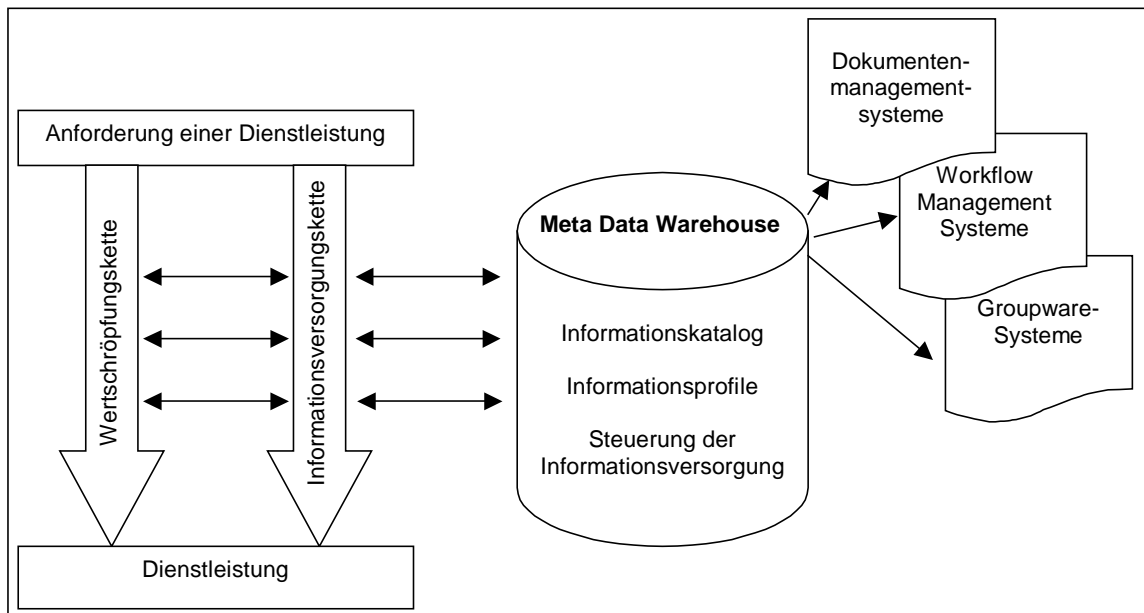 Anforderung einer Dienstleistung
Wertschröpfungskette
Informationsversorgungskette
Dienstleistung
Meta Data Warehouse
Informationskatalog
Informationsprofile
Steuerung der
Informationsversorgung
Dokumenten-
management-
systeme
Workflow
Management
Systeme
Groupware-
Systeme